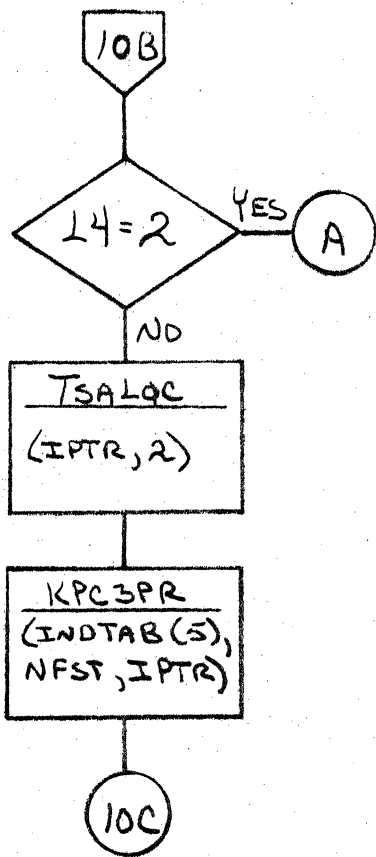 10B
L4=2
YES
A
NO
TSALOC
(IPTR,2)
KPC3PR
(INDTAB(5),
NFST,IPTR)
10C